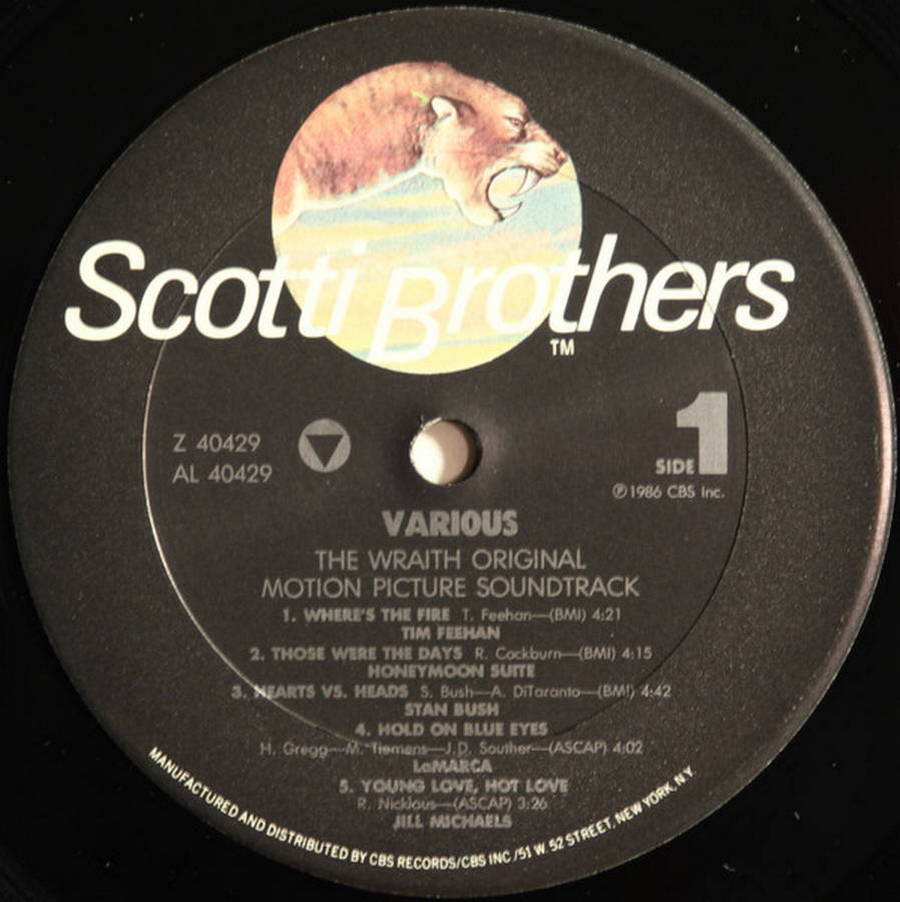 Scotti Brothers
TM
Z 40429
AL 40429
SIDE 1
℗ 1986 CBS Inc.
VARIOUS
THE WRAITH ORIGINAL
MOTION PICTURE SOUNDTRACK
1. WHERE'S THE FIRE T. Feehan—(BMI) 4:21
TIM FEEHAN
2. THOSE WERE THE DAYS R. Cockburn—(BMI) 4:15
HONEYMOON SUITE
3. HEARTS VS. HEADS S. Bush—A. DiTaranto—(BMI) 4:42
STAN BUSH
4. HOLD ON BLUE EYES
H. Gregg—M. Tiemens—J.D. Souther—(ASCAP) 4:02
LaMARCA
5. YOUNG LOVE, HOT LOVE
R. Nicklaus—(ASCAP) 3:26
JILL MICHAELS
MANUFACTURED AND DISTRIBUTED BY CBS RECORDS/CBS INC /51 W. 52 STREET, NEW YORK, N.Y.